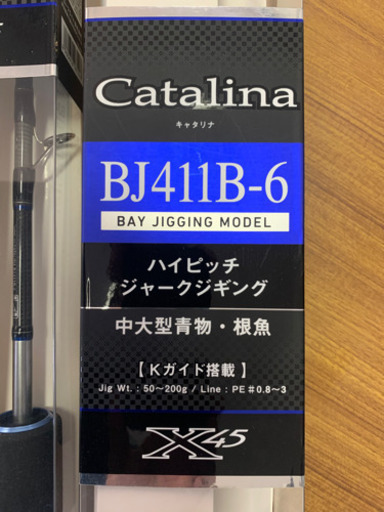 Catalina
キャタリナ
BJ411B-6
BAY JIGGING MODEL
ハイピッチ
ジャークジギング
中大型青物・根魚
【 Kガイド搭載 】
Jig Wt. : 50〜200g / Line : PE♯0.8〜3
X45